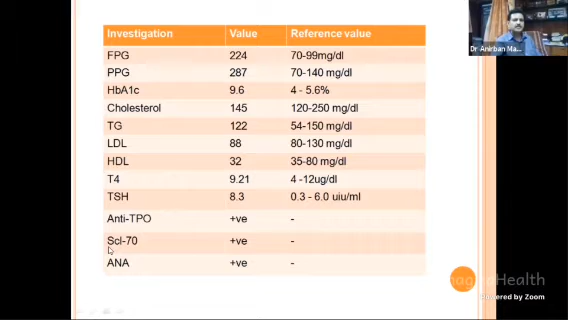 Investigation Value Reference value
FPG 224 70-99mg/dl
PPG 287 70-140 mg/dl
HbA1c 9.6 4 - 5.6%
Cholesterol 145 120-250 mg/dl
TG 122 54-150 mg/dl
LDL 88 80-130 mg/dl
HDL 32 35-80 mg/dl
T4 9.21 4 -12ug/dl
TSH 8.3 0.3 - 6.0 uiu/ml
Anti-TPO +ve -
Scl-70 +ve -
ANA +ve -
Dr Anirban Ma...
Health
Powered by Zoom